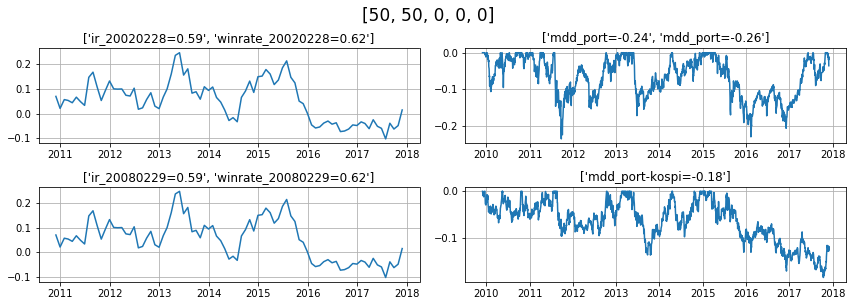 [50, 50, 0, 0, 0]
['ir_20020228=0.59', 'winrate_20020228=0.62']
0.2
0.1
0.0
−0.1
2011 2012 2013 2014 2015 2016 2017 2018
['mdd_port=-0.24', 'mdd_port=-0.26']
0.0
−0.1
−0.2
2010 2011 2012 2013 2014 2015 2016 2017 2018
['ir_20080229=0.59', 'winrate_20080229=0.62']
0.2
0.1
0.0
−0.1
2011 2012 2013 2014 2015 2016 2017 2018
['mdd_port-kospi=-0.18']
0.0
−0.1
2010 2011 2012 2013 2014 2015 2016 2017 2018